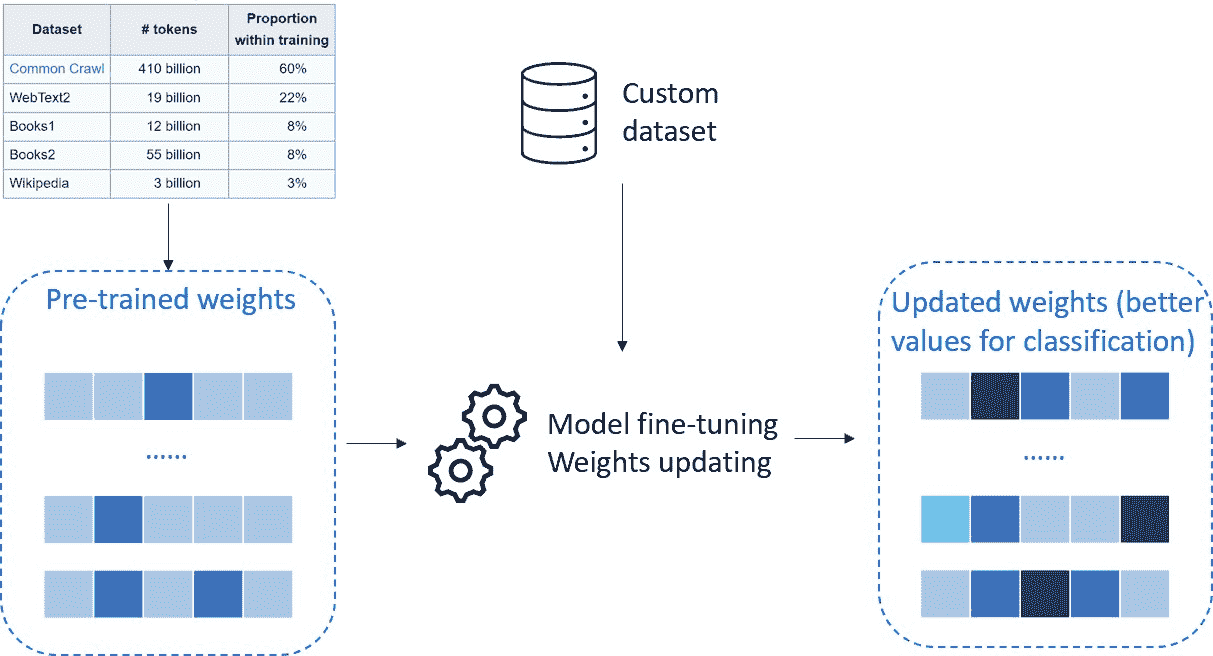 Dataset # tokens Proportion within training
Common Crawl 410 billion 60%
WebText2 19 billion 22%
Books1 12 billion 8%
Books2 55 billion 8%
Wikipedia 3 billion 3%
Custom
dataset
Pre-trained weights
......
Model fine-tuning
Weights updating
Updated weights (better
values for classification)
......